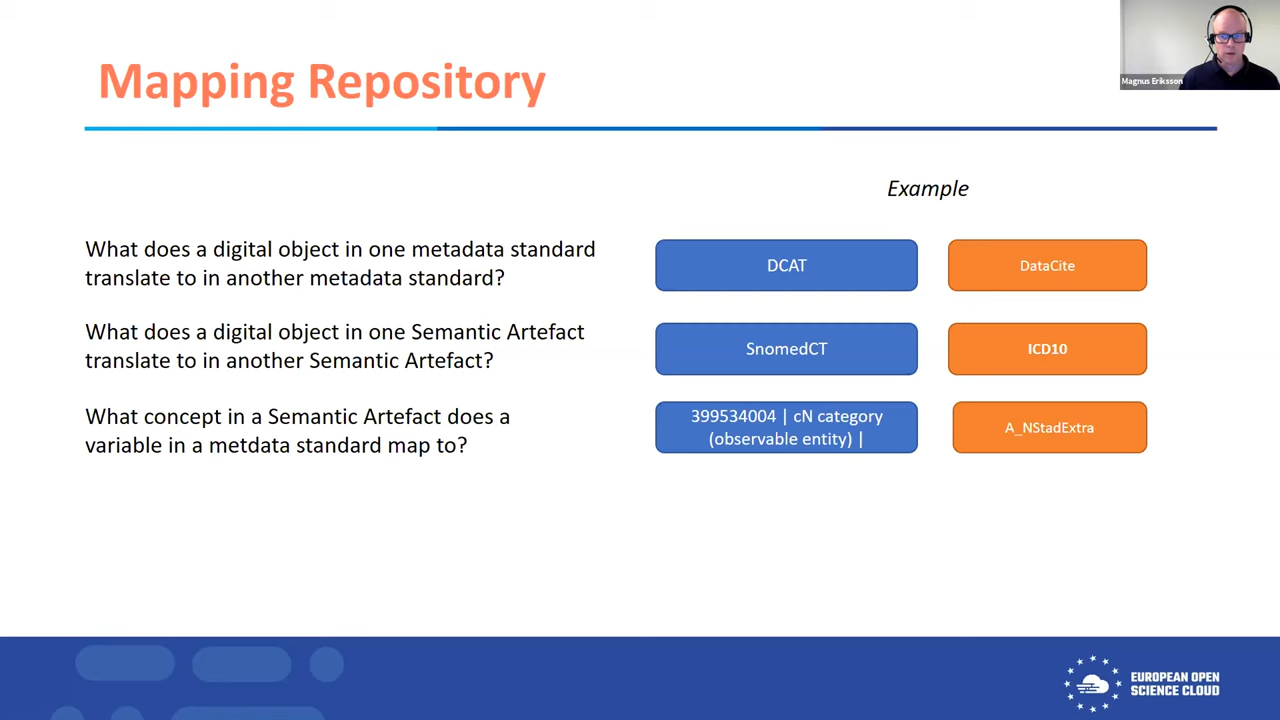 Mapping Repository
Magnus Eriksson
Example
What does a digital object in one metadata standard
translate to in another metadata standard?
DCAT
DataCite
What does a digital object in one Semantic Artefact
translate to in another Semantic Artefact?
SnomedCT
ICD10
What concept in a Semantic Artefact does a
variable in a metdata standard map to?
399534004 | cN category
(observable entity) |
A_NStadExtra
EUROPEAN OPEN
SCIENCE CLOUD